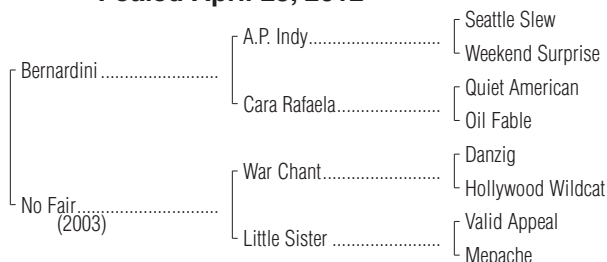 Foaled April 25, 2012
Seattle Slew
A.P. Indy
Weekend Surprise
Bernardini
Quiet American
Cara Rafaela
Oil Fable
Danzig
War Chant
Hollywood Wildcat
No Fair
(2003)
Valid Appeal
Little Sister
Mepache